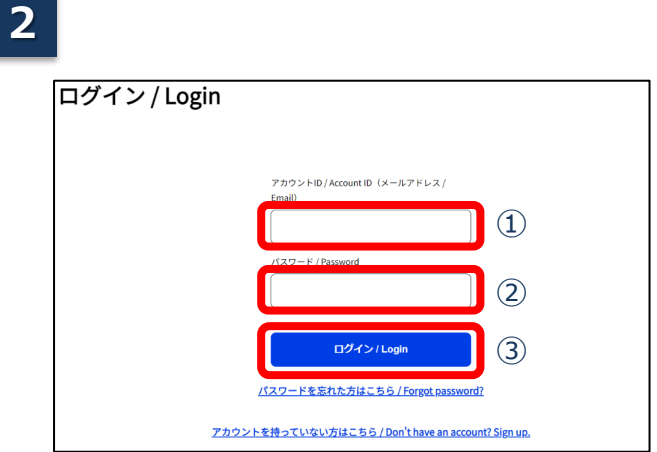 2
ログイン / Login
アカウントID / Account ID（メールアドレス /
Email）
①
パスワード / Password
②
ログイン / Login
③
パスワードを忘れた方はこちら / Forgot password?
アカウントを持っていない方はこちら / Don't have an account? Sign up.